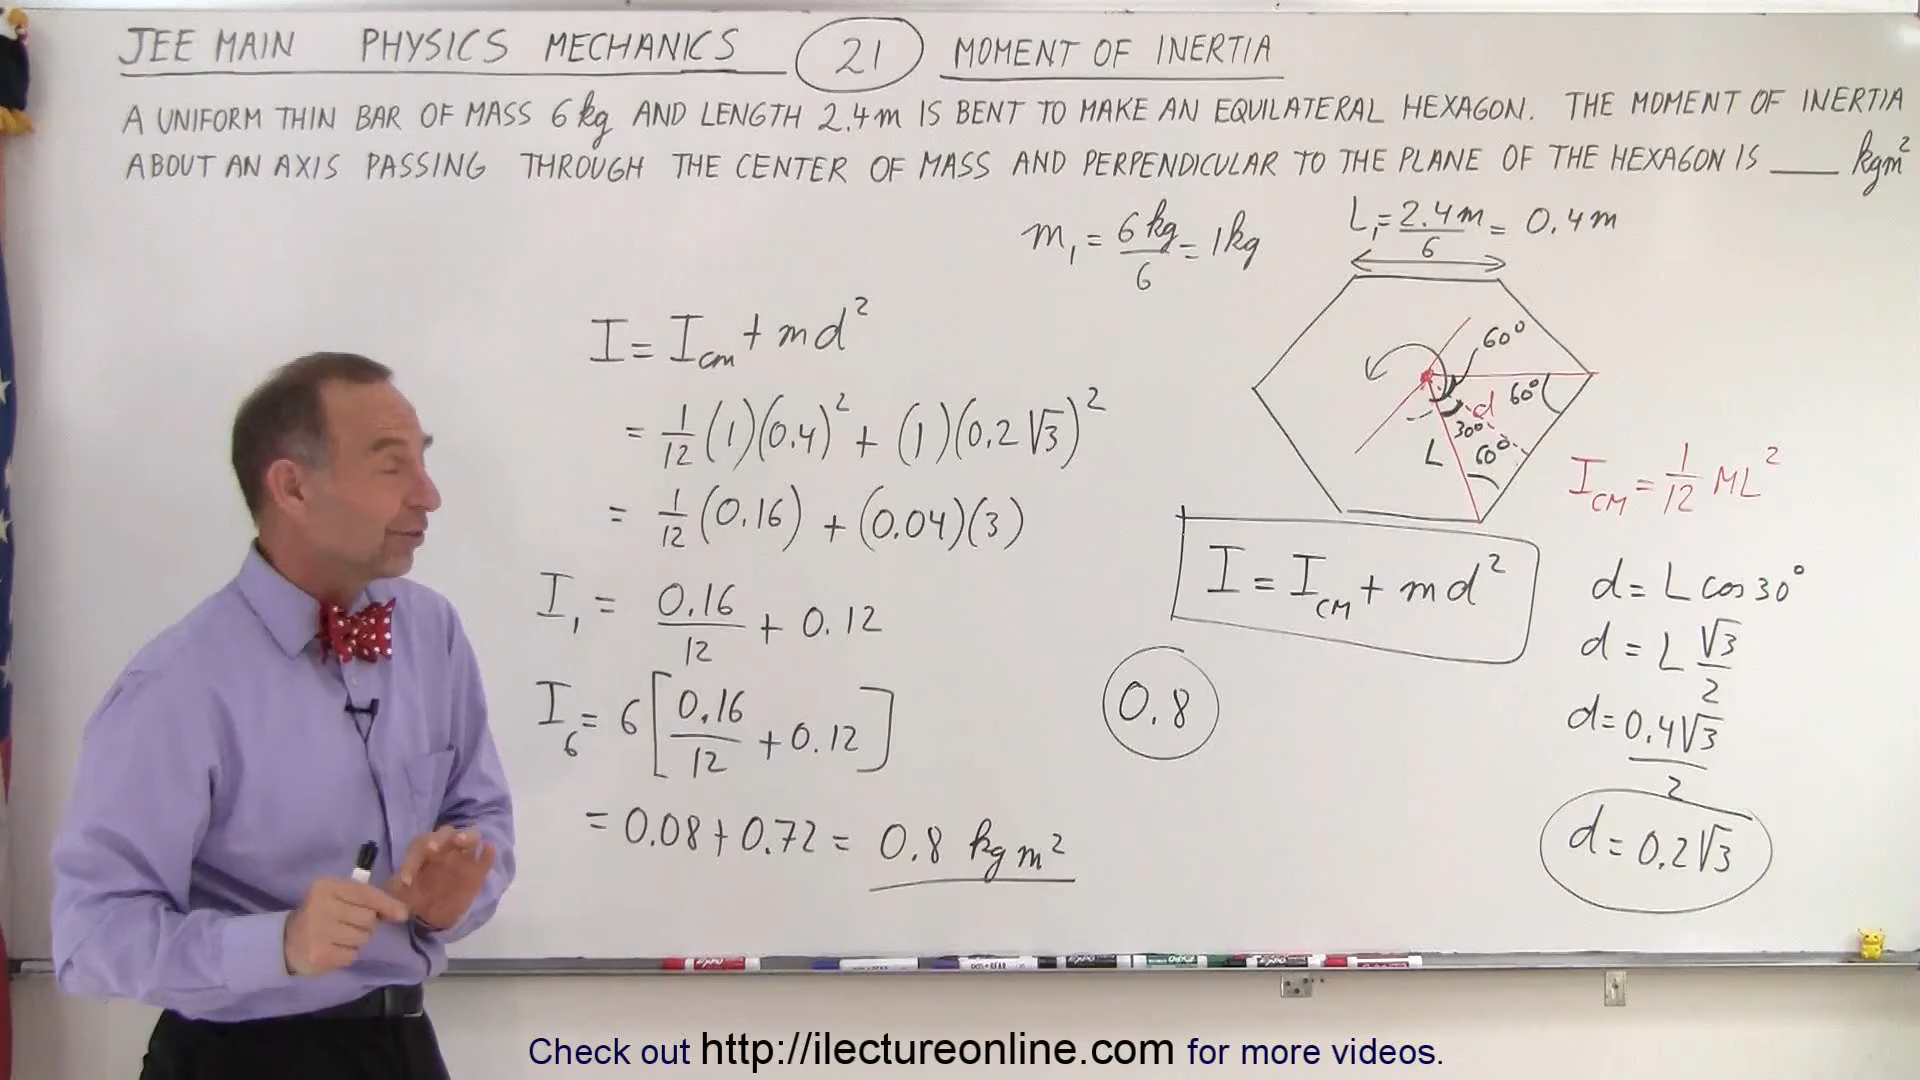 JEE MAIN PHYSICS MECHANICS 21 MOMENT OF INERTIA
A UNIFORM THIN BAR OF MASS 6 kg AND LENGTH 2.4 m IS BENT TO MAKE AN EQUILATERAL HEXAGON. THE MOMENT OF INERTIA
ABOUT AN AXIS PASSING THROUGH THE CENTER OF MASS AND PERPENDICULAR TO THE PLANE OF THE HEXAGON IS ____ kgm²
m₁ = 6 kg / 6 = 1 kg
L₁ = 2.4 m / 6 = 0.4 m
I = Icm + md²
= 1/12 (1)(0.4)² + (1)(0.2√3)²
= 1/12 (0.16) + (0.04)(3)
I₁ = 0.16/12 + 0.12
I₆ = 6[0.16/12 + 0.12]
= 0.08 + 0.72 = 0.8 kg m²
60°
60°
d
30°
60°
L
I_CM = 1/12 ML²
I = I_CM + md²
0.8
d = L cos 30°
d = L √3/2
d = 0.4√3/2
d = 0.2√3
Check out http://ilectureonline.com for more videos.